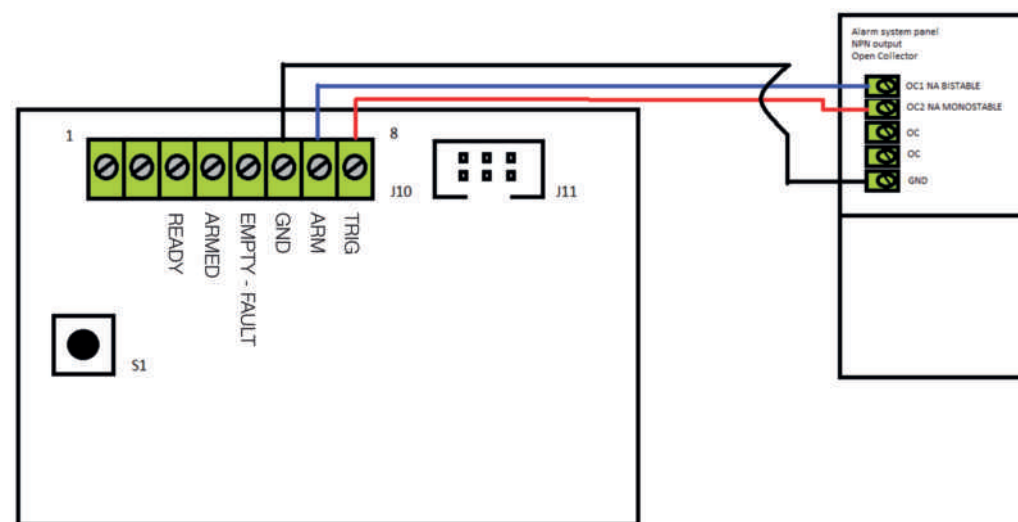 Alarm system panel
NPN output
Open Collector
OC1 NA BISTABLE
OC2 NA MONOSTABLE
OC
OC
GND
1
8
J10
J11
READY
ARMED
EMPTY - FAULT
GND
ARM
TRIG
S1